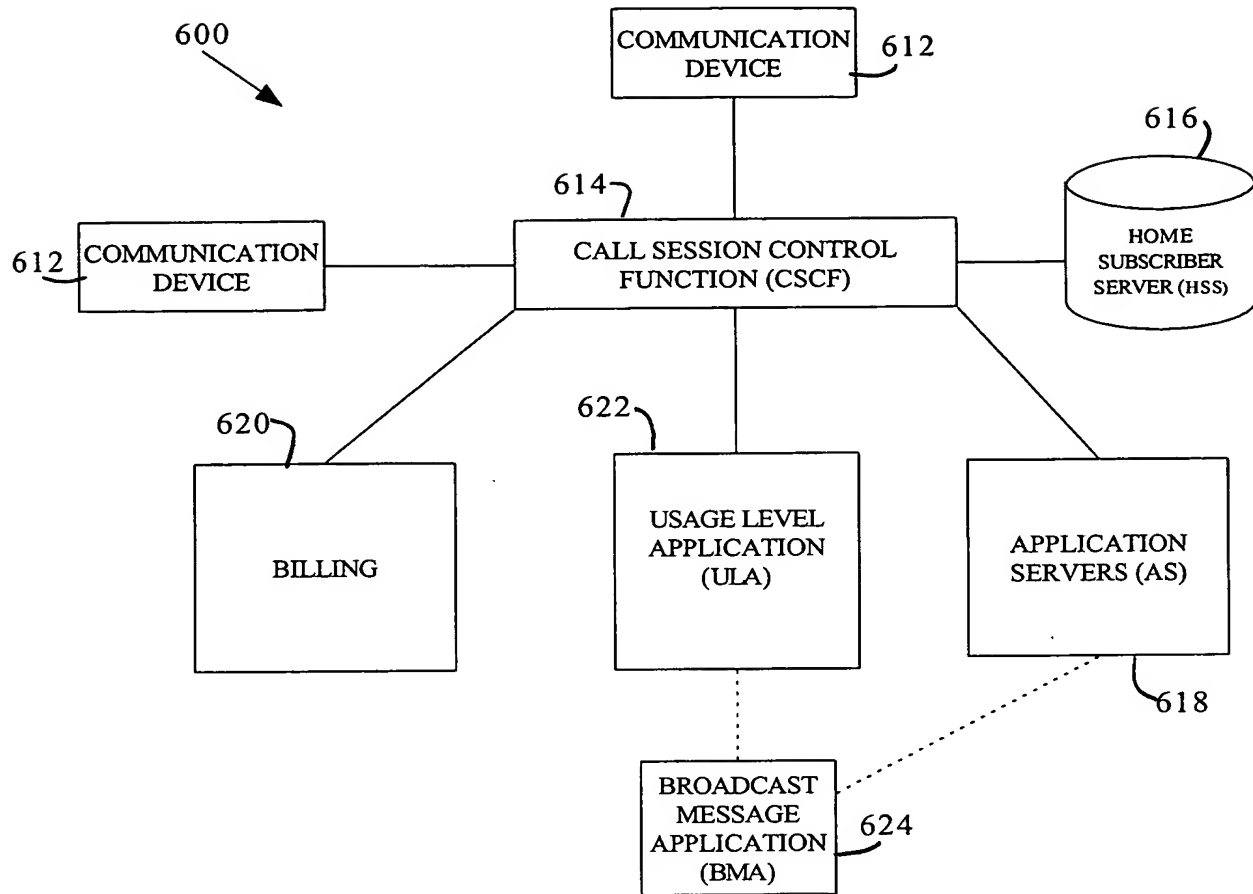 600
COMMUNICATION
DEVICE
612
616
614
COMMUNICATION
DEVICE
612
CALL SESSION CONTROL
FUNCTION (CSCF)
HOME
SUBSCRIBER
SERVER (HSS)
620
622
BILLING
USAGE LEVEL
APPLICATION
(ULA)
APPLICATION
SERVERS (AS)
618
BROADCAST
MESSAGE
APPLICATION
(BMA)
624